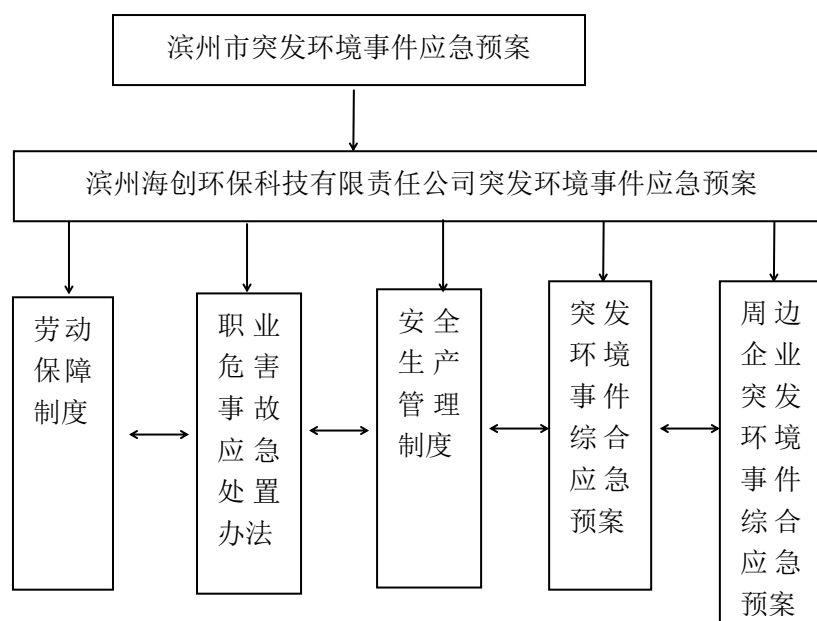 滨州市突发环境事件应急预案
滨州海创环保科技有限责任公司突发环境事件应急预案
劳动
保障
制度
职业
危害
事故
应急
处置
办法
安全
生产
管理
制度
突发
环境
事件
综合
应急
预案
周边
企业
突发
环境
事件
综合
应急
预案